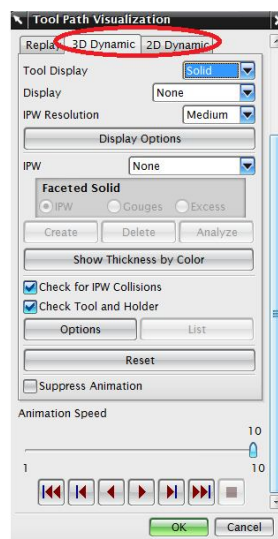 Tool Path Visualization
Replay 3D Dynamic 2D Dynamic
Tool Display Solid
Display None
IPW Resolution Medium
Display Options
IPW None
Faceted Solid
IPW Gouges Excess
Create Delete Analyze
Show Thickness by Color
Check for IPW Collisions
Check Tool and Holder
Options List
Reset
Suppress Animation
Animation Speed
10
1 10
OK Cancel